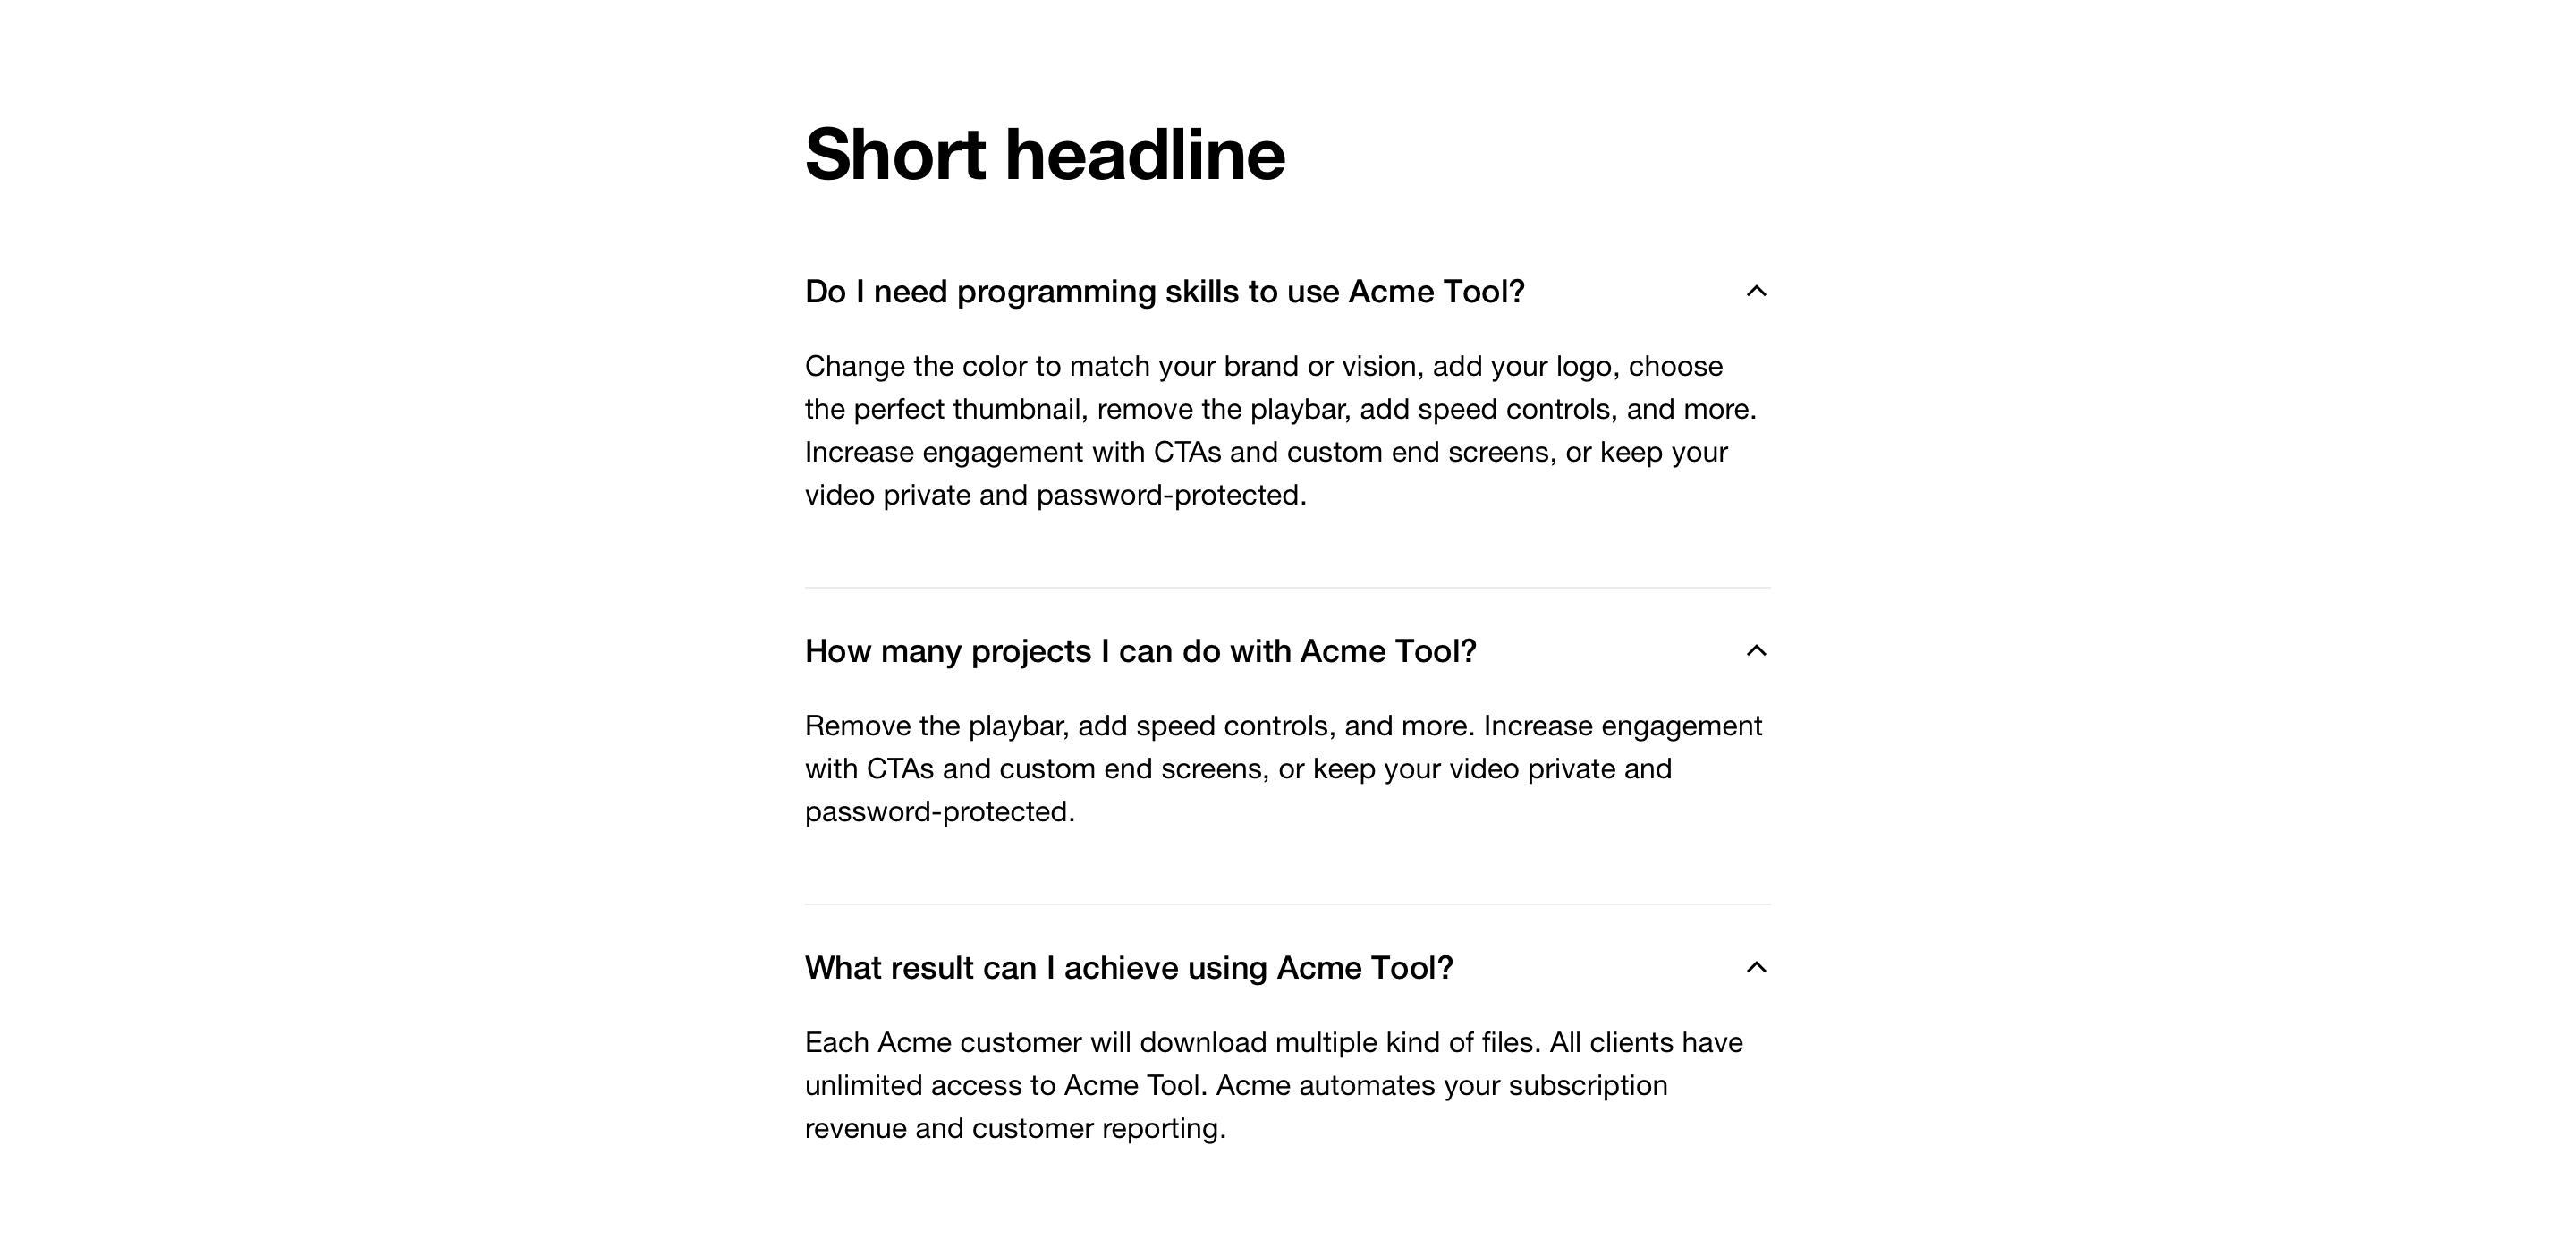 Short headline
Do I need programming skills to use Acme Tool?
Change the color to match your brand or vision, add your logo, choose
the perfect thumbnail, remove the playbar, add speed controls, and more.
Increase engagement with CTAs and custom end screens, or keep your
video private and password-protected.
How many projects I can do with Acme Tool?
Remove the playbar, add speed controls, and more. Increase engagement
with CTAs and custom end screens, or keep your video private and
password-protected.
What result can I achieve using Acme Tool?
Each Acme customer will download multiple kind of files. All clients have
unlimited access to Acme Tool. Acme automates your subscription
revenue and customer reporting.